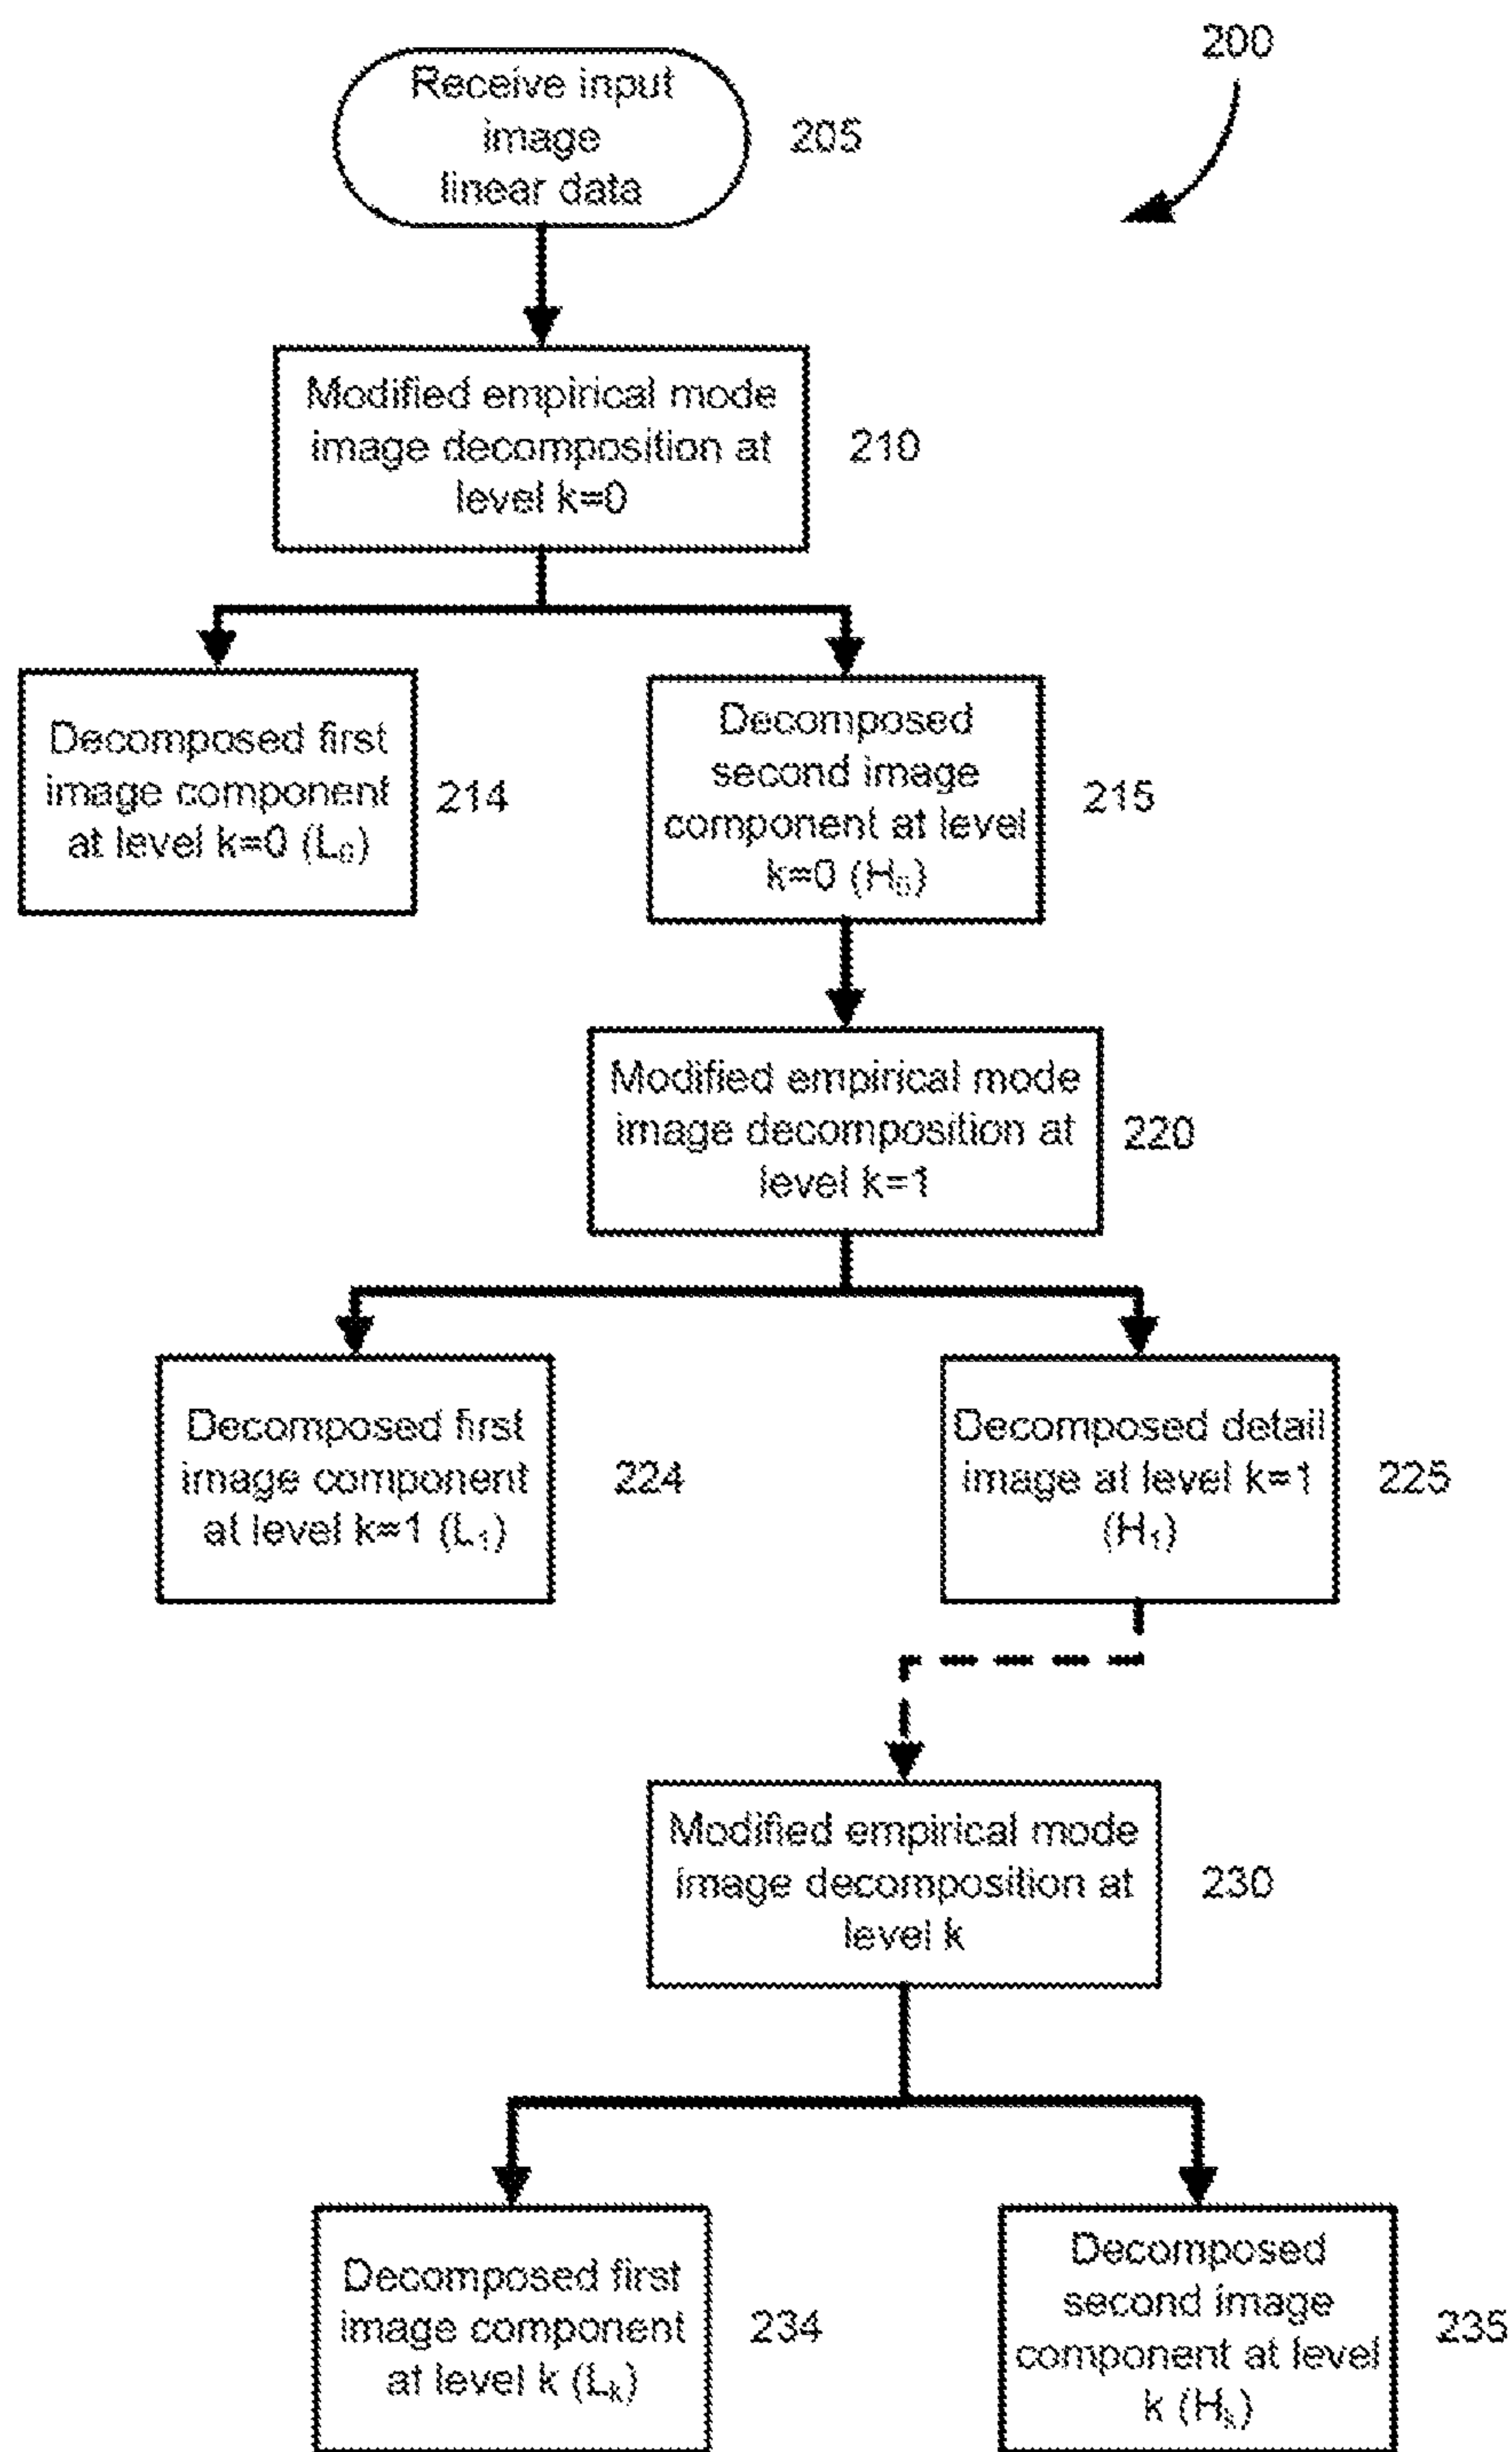 200
Receive input
image
linear data
205
Modified empirical mode
image decomposition at
level k=0
210
Decomposed first
image component
at level k=0 (L₀)
214
Decomposed
second image
component at level
k=0 (H₀)
215
Modified empirical mode
image decomposition at
level k=1
220
Decomposed first
image component
at level k=1 (L₁)
224
Decomposed detail
image at level k=1
(H₁)
225
Modified empirical mode
image decomposition at
level k
230
Decomposed first
image component
at level k (Lₖ)
234
Decomposed
second image
component at level
k (Hₖ)
235